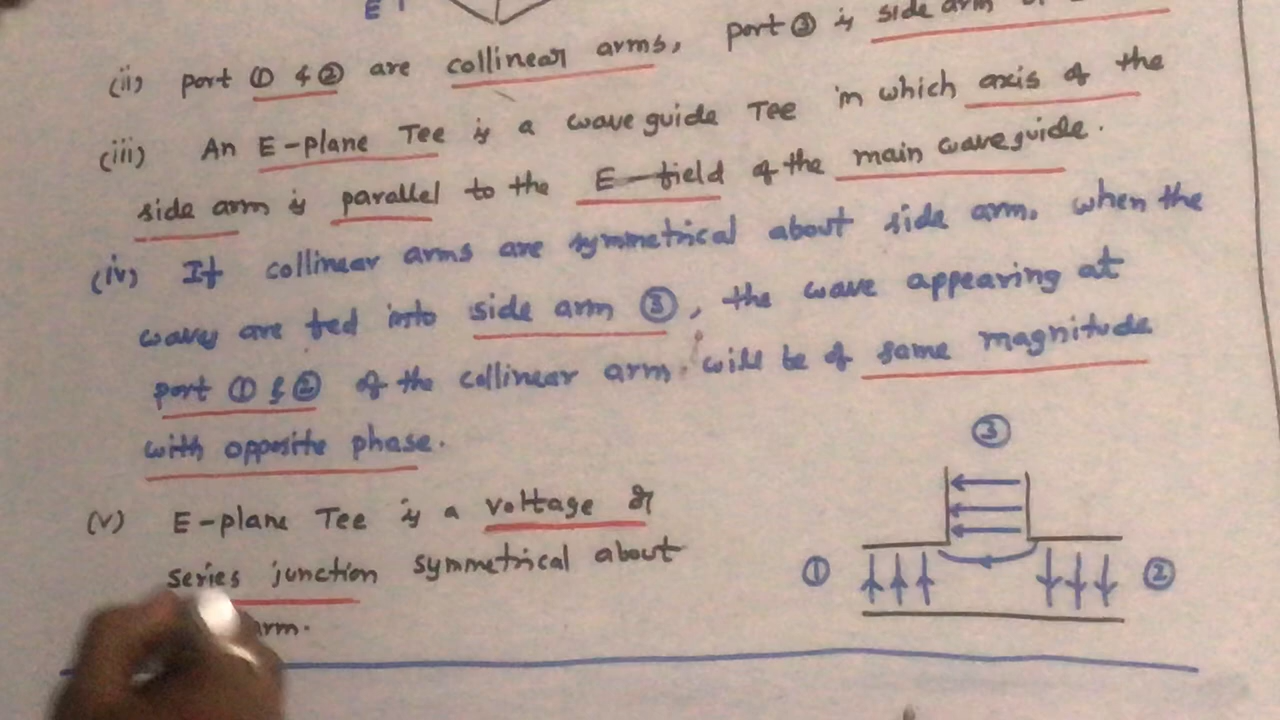 E
(ii) port ① & ② are collinear arms, port ③ is side arm
(iii) An E-plane Tee is a wave guide Tee in which axis of the
side arm is parallel to the E-field of the main waveguide.
(iv) If collinear arms are symmetrical about side arm. when the
waves are fed into side arm ③, the wave appearing at
port ① & ② of the collinear arm. will be of same magnitude
with opposite phase.
(v) E-plane Tee is a voltage or
series junction symmetrical about
arm.
③
① ②